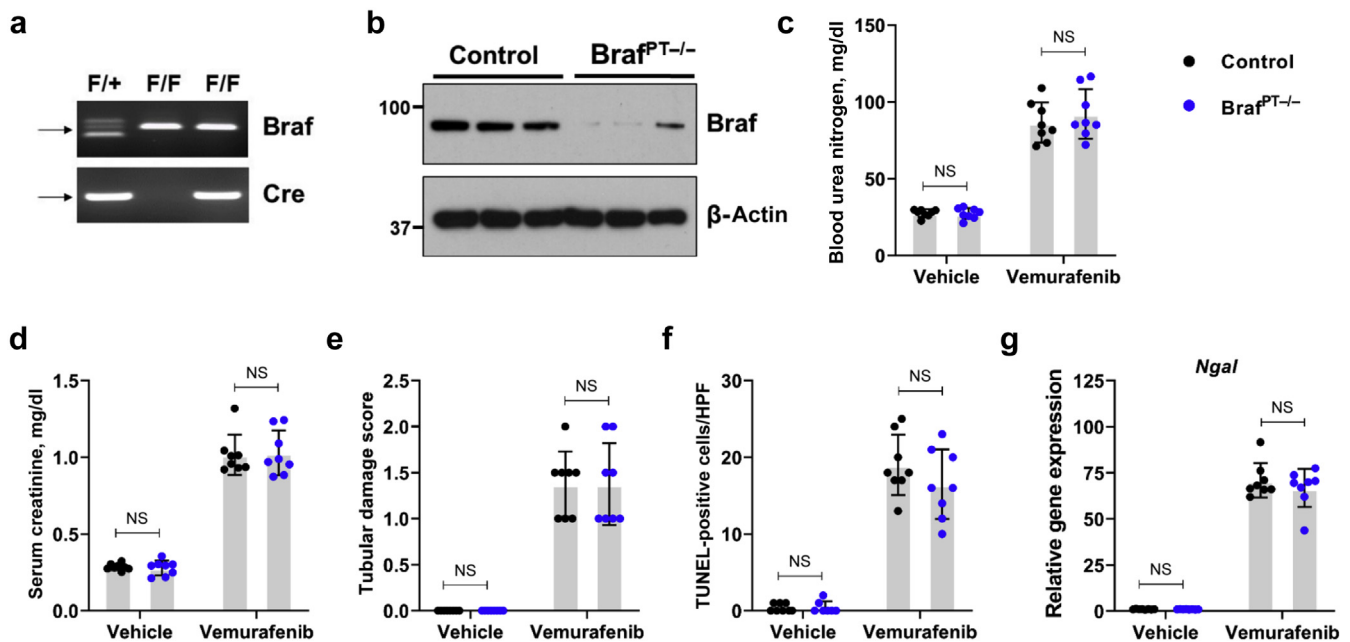 a
F/+ F/F F/F
Braf
Cre
b
Control Braf^PT–/–
100
Braf
β-Actin
37
c
Blood urea nitrogen, mg/dl
150
100
50
0
NS
NS
Vehicle Vemurafenib
Control
Braf^PT–/–
d
Serum creatinine, mg/dl
1.5
1.0
0.5
0.0
NS
NS
Vehicle Vemurafenib
e
Tubular damage score
2.5
2.0
1.5
1.0
0.5
0.0
NS
NS
Vehicle Vemurafenib
f
TUNEL-positive cells/HPF
30
20
10
0
NS
NS
Vehicle Vemurafenib
g
Ngal
Relative gene expression
125
100
75
50
25
0
NS
NS
Vehicle Vemurafenib